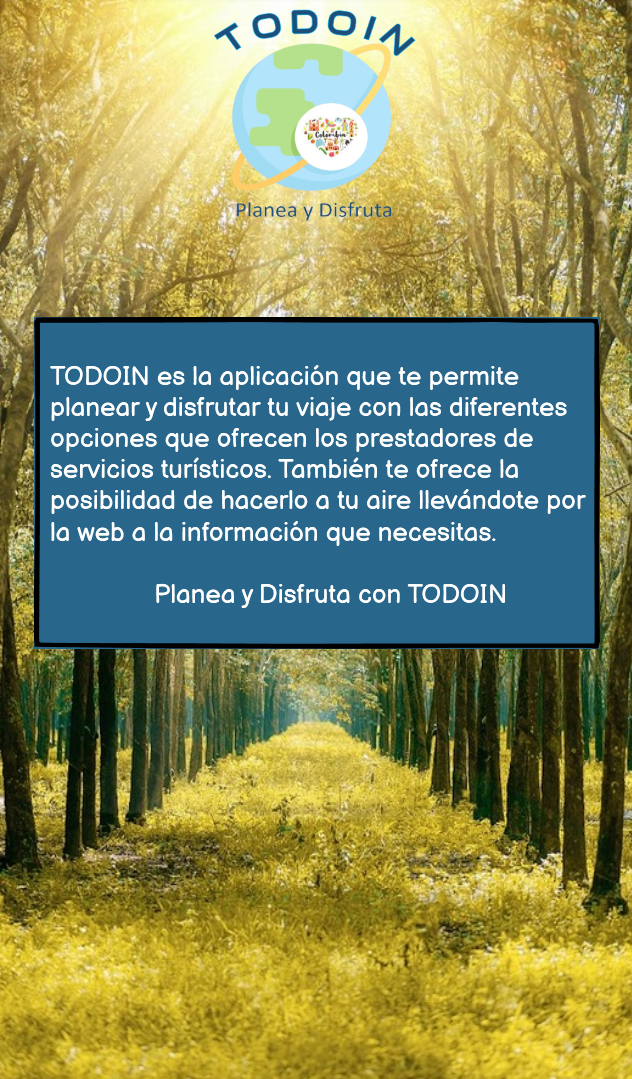 TODOIN
Colombia
Planea y Disfruta
TODOIN es la aplicación que te permite
planear y disfrutar tu viaje con las diferentes
opciones que ofrecen los prestadores de
servicios turísticos. También te ofrece la
posibilidad de hacerlo a tu aire llevándote por
la web a la información que necesitas.
Planea y Disfruta con TODOIN